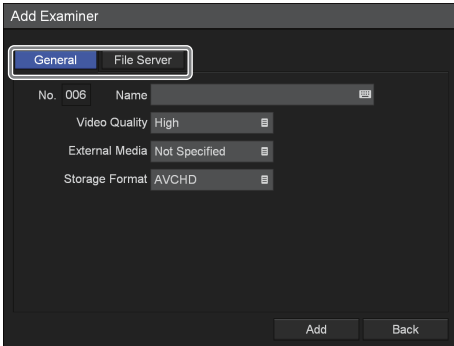 Add Examiner
General File Server
No. 006 Name
Video Quality High
External Media Not Specified
Storage Format AVCHD
Add Back